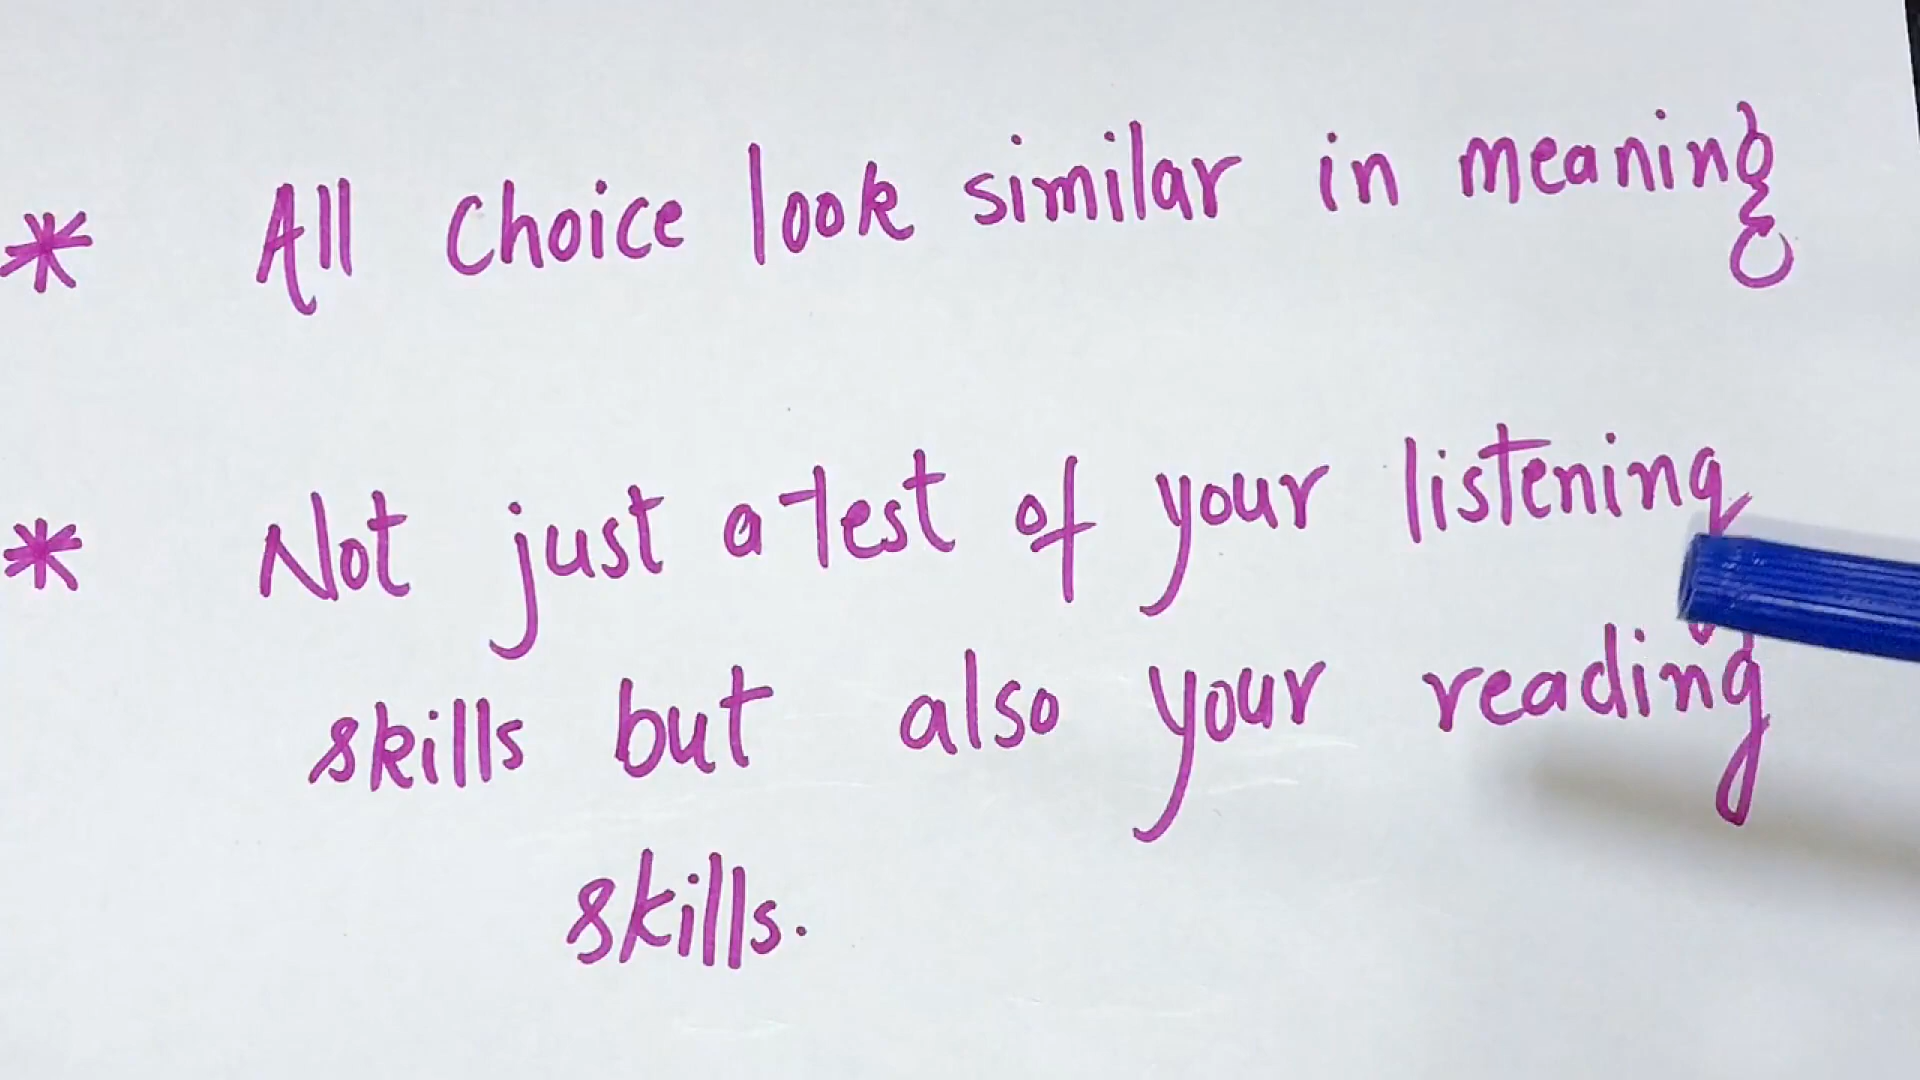 * All choice look similar in meaning
* Not just a test of your listening
skills but also your reading
skills.